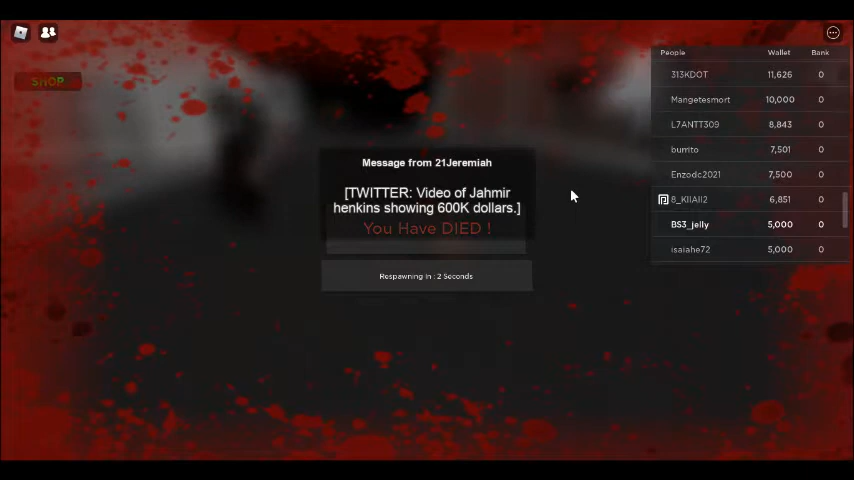 People Wallet Bank
SHOP
313KDOT 11,626 0
Mangetesmort 10,000 0
L7ANTT309 8,843 0
burrito 7,501 0
Enzodc2021 7,500 0
8_KIIAII2 6,851 0
BS3_jelly 5,000 0
isaiahe72 5,000 0
Message from 21Jeremiah
[TWITTER: Video of Jahmir
henkins showing 600K dollars.]
You Have DIED !
Respawning In : 2 Seconds